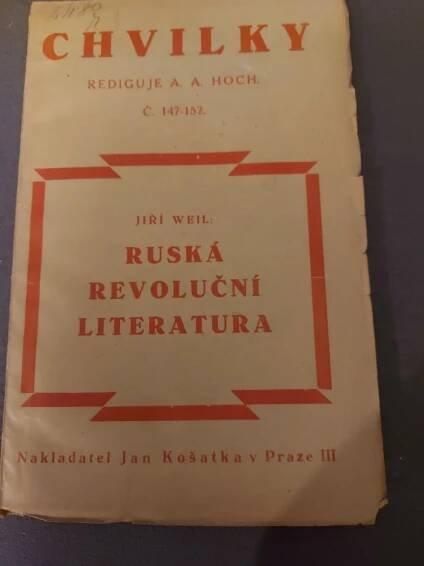 CHVILKY
REDIGUJE A. A. HOCH.
Č. 147-152.
JIŘÍ WEIL:
RUSKÁ
REVOLUČNÍ
LITERATURA
Nakladatel Jan Košatka v Praze III